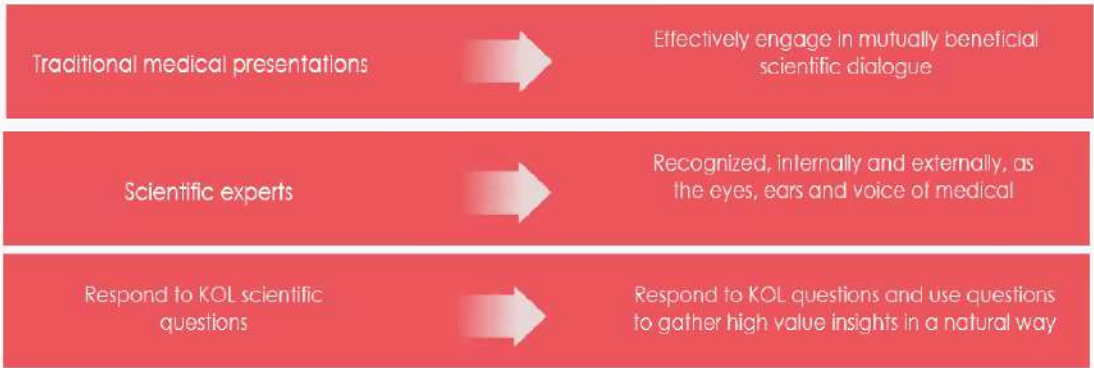 Traditional medical presentations
Effectively engage in mutually beneficial
scientific dialogue
Scientific experts
Recognized, internally and externally, as
the eyes, ears and voice of medical
Respond to KOL scientific
questions
Respond to KOL questions and use questions
to gather high value insights in a natural way